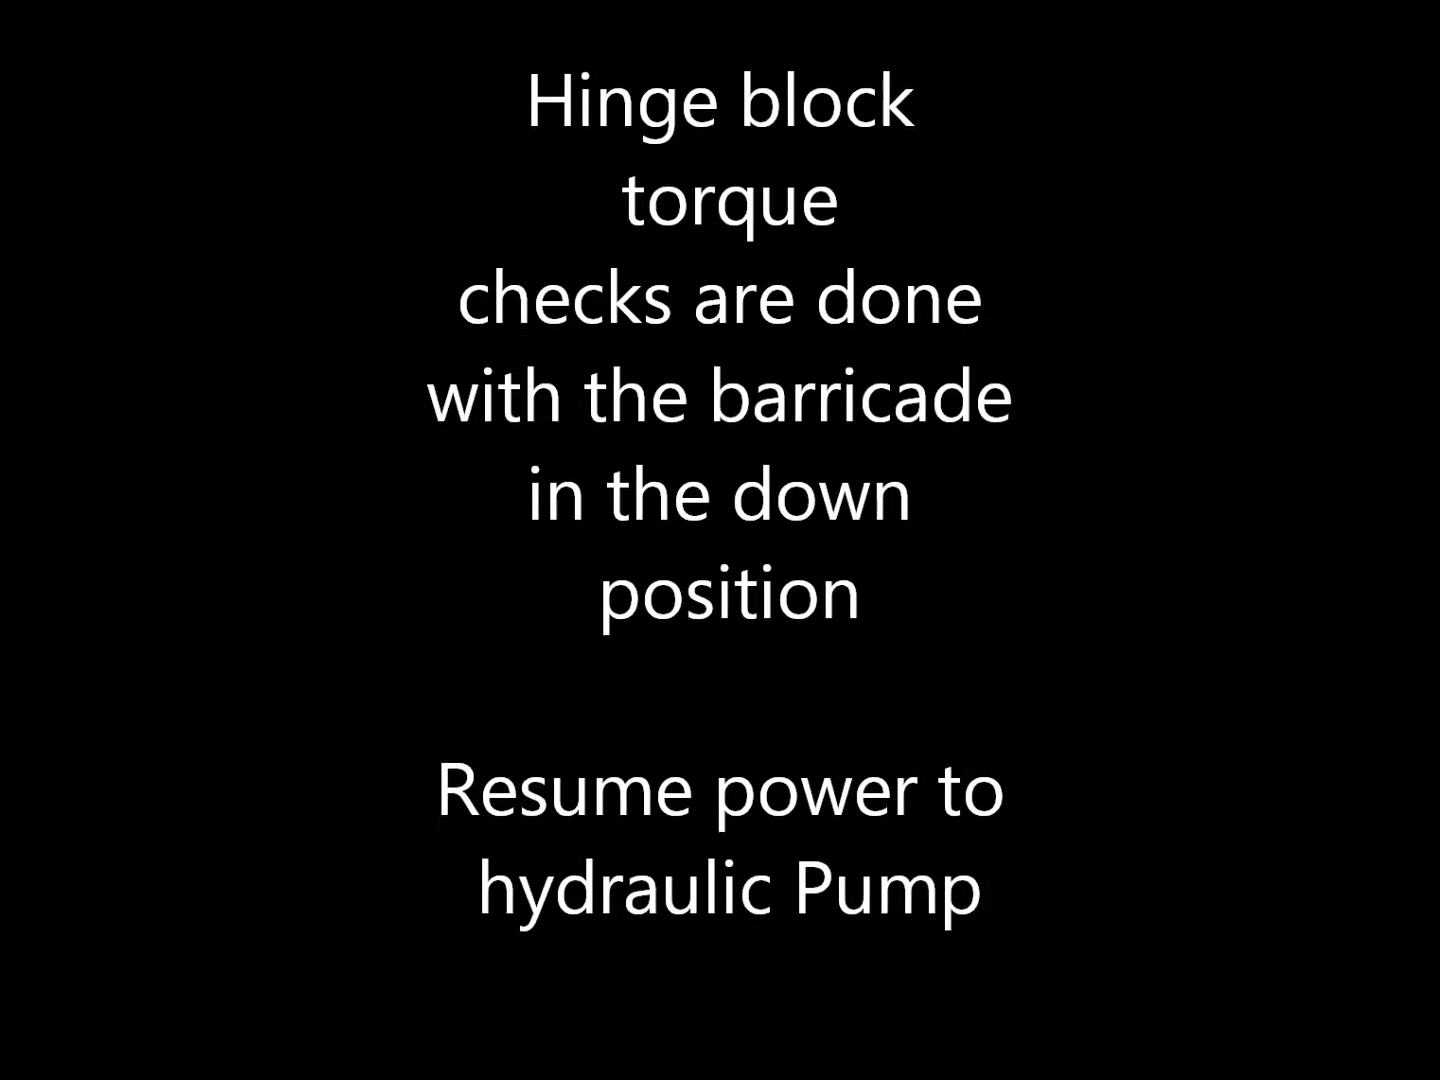 Hinge block
torque
checks are done
with the barricade
in the down
position
Resume power to
hydraulic Pump